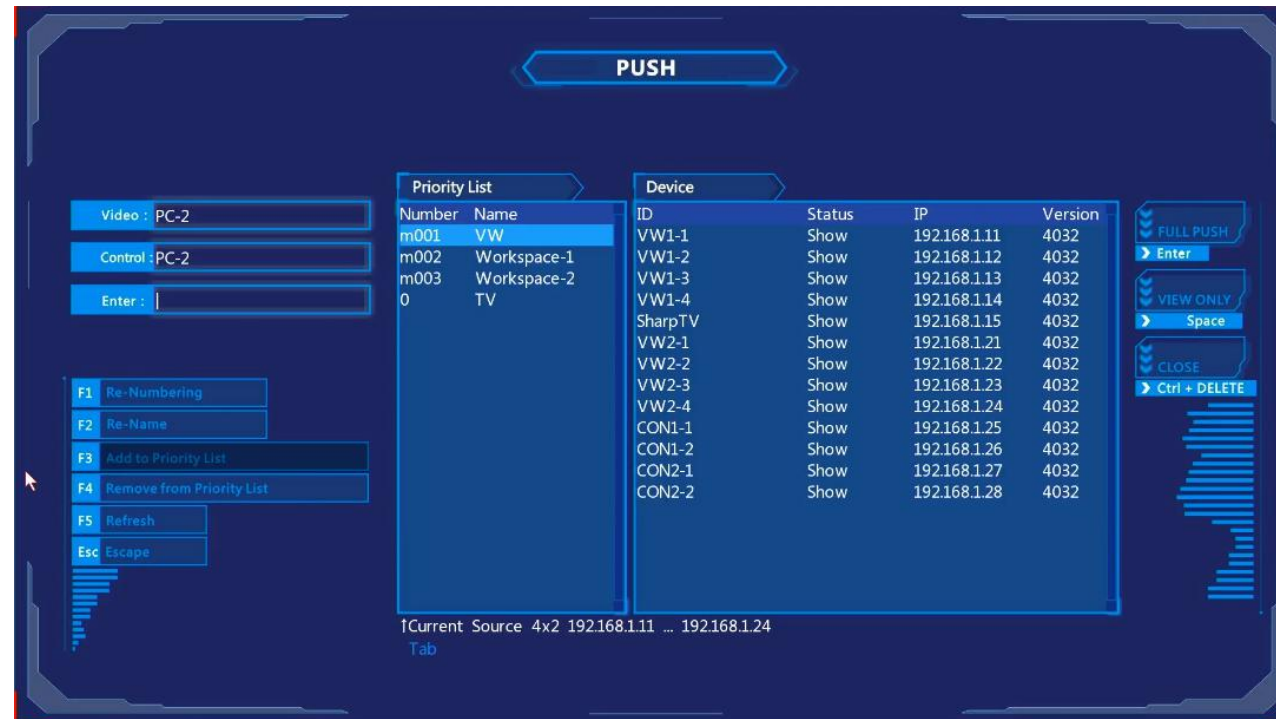 PUSH
Video : PC-2
Control : PC-2
Enter :
F1 Re-Numbering
F2 Re-Name
F3 Add to Priority List
F4 Remove from Priority List
F5 Refresh
Esc Escape
Priority List
Number Name
m001 VW
m002 Workspace-1
m003 Workspace-2
0 TV
Device
ID Status IP Version
VW1-1 Show 192.168.1.11 4032
VW1-2 Show 192.168.1.12 4032
VW1-3 Show 192.168.1.13 4032
VW1-4 Show 192.168.1.14 4032
SharpTV Show 192.168.1.15 4032
VW2-1 Show 192.168.1.21 4032
VW2-2 Show 192.168.1.22 4032
VW2-3 Show 192.168.1.23 4032
VW2-4 Show 192.168.1.24 4032
CON1-1 Show 192.168.1.25 4032
CON1-2 Show 192.168.1.26 4032
CON2-1 Show 192.168.1.27 4032
CON2-2 Show 192.168.1.28 4032
↑Current Source 4x2 192.168.1.11 ... 192.168.1.24
Tab
FULL PUSH
Enter
VIEW ONLY
Space
CLOSE
Ctrl + DELETE